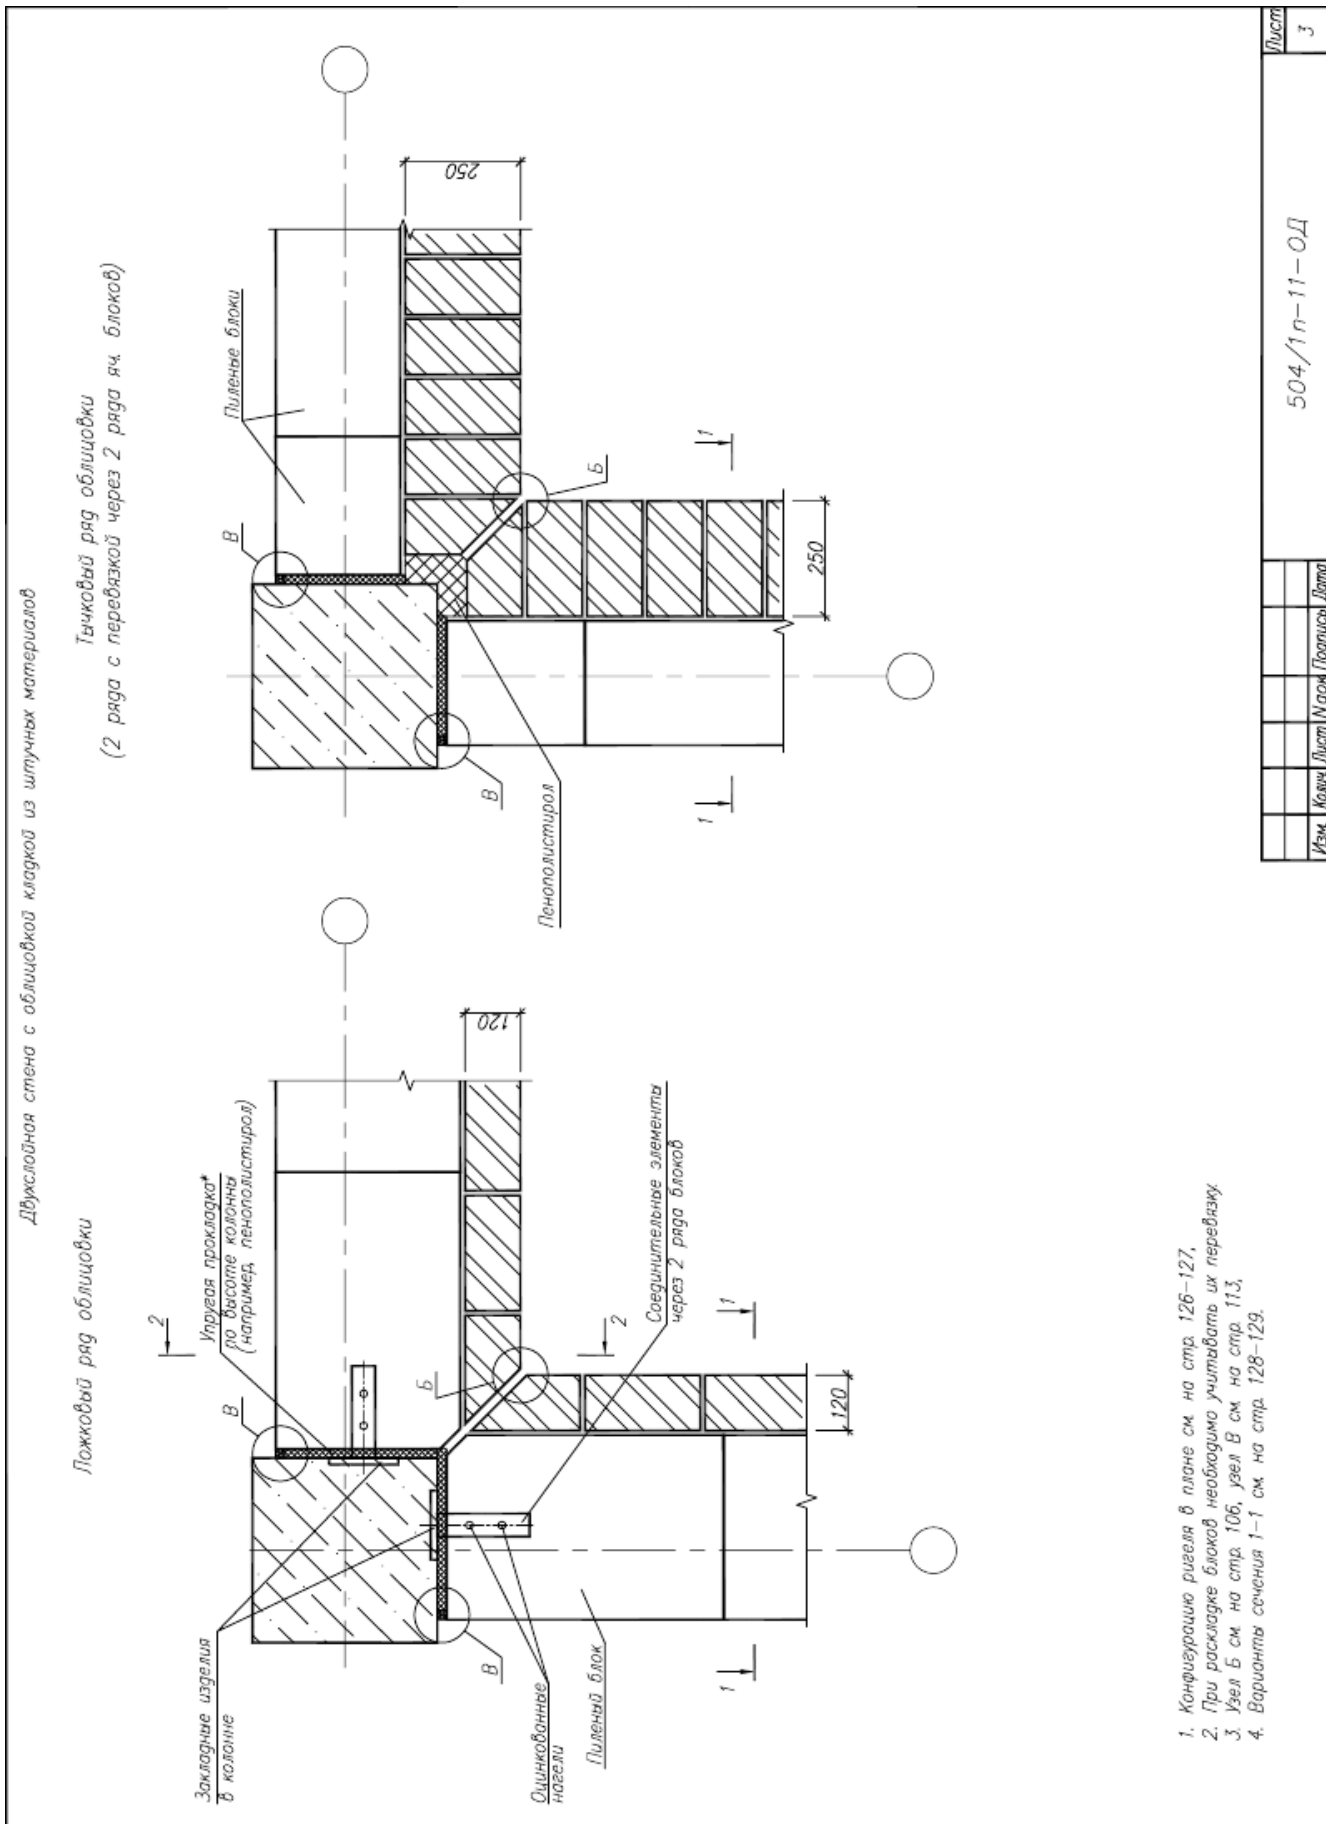 Двухслойная стена с облицовкой кладкой из штучных материалов
Ложковый ряд облицовки
Закладные изделия
в колонне
В
Упругая прокладка*
по высоте колонны
(например, пенополистирол)
2
Б
120
В
Оцинкованные
нагели
Пиленый блок
2
Соединительные элементы
через 2 ряда блоков
1
1
120
Тычковый ряд облицовки
(2 ряда с перевязкой через 2 ряда яч. блоков)
В
Пиленые блоки
250
В
Пенополистирол
Б
1
1
250
1. Конфигурацию ригеля в плане см. на стр. 126-127,
2. При раскладке блоков необходимо учитывать их перевязку.
3. Узел Б см. на стр. 106, узел В см. на стр. 113,
4. Варианты сечения 1-1 см. на стр. 128-129.
Изм. Колич Лист Nдок Подпись Дата
504/1п-11-ОД
Лист
3